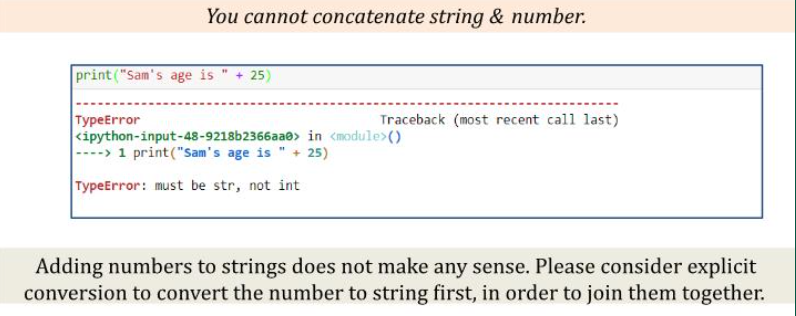 You cannot concatenate string & number.
print("Sam's age is " + 25)
---------------------------------------------------------------------------
TypeError Traceback (most recent call last)
<ipython-input-48-9218b2366aa0> in <module>()
----> 1 print("Sam's age is " + 25)
TypeError: must be str, not int
Adding numbers to strings does not make any sense. Please consider explicit
conversion to convert the number to string first, in order to join them together.